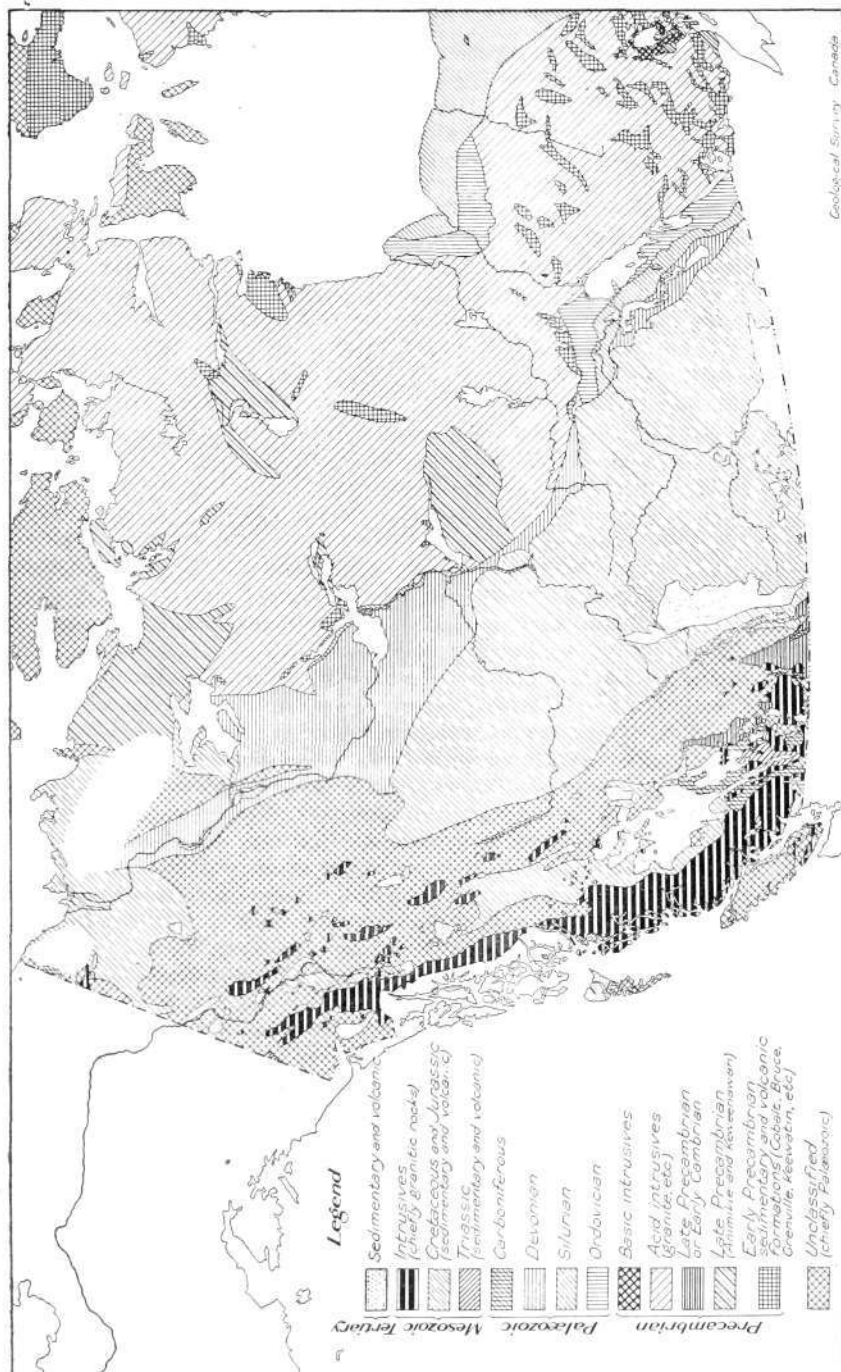 Legend
Tertiary
Sedimentary and volcanic
Mesozoic
Intrusives
(chiefly granitic rocks)
Cretaceous and Jurassic
(sedimentary and volcanic)
Triassic
(sedimentary and volcanic)
Palæozoic
Carboniferous
Devonian
Silurian
Ordovician
Precambrian
Basic intrusives
Acid intrusives
(granite, etc)
Late Precambrian
or Early Cambrian
Late Precambrian
(Animikie and Keweenawan)
Early Precambrian
sedimentary and volcanic
formations (Cobalt, Bruce,
Grenville, Keewatin, etc)
Unclassified
(chiefly Palæozoic)
Geological Survey Canada